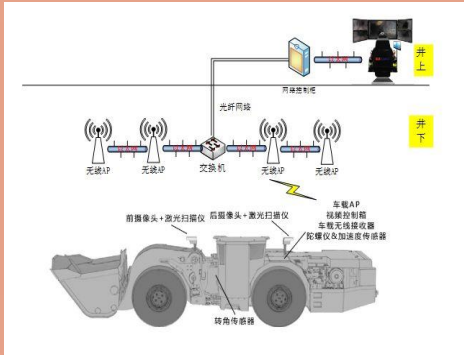 井上
网络控制柜
光纤网络
井下
无线AP
无线AP
交换机
无线AP
无线AP
车载AP
视频控制箱
车载无线接收器
陀螺仪&加速度传感器
前摄像头+激光扫描仪
后摄像头+激光扫描仪
转角传感器